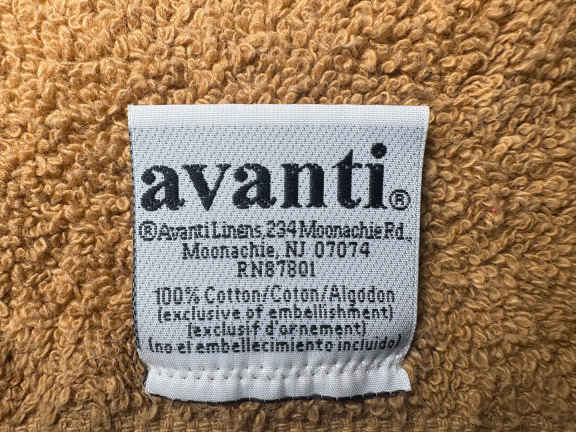 avanti®
®Avanti Linens, 234 Moonachie Rd.,
Moonachie, NJ 07074
RN87801
100% Cotton/Coton/Algodon
(exclusive of embellishment)
(exclusif d'ornement)
(no el embellecimiento incluido)